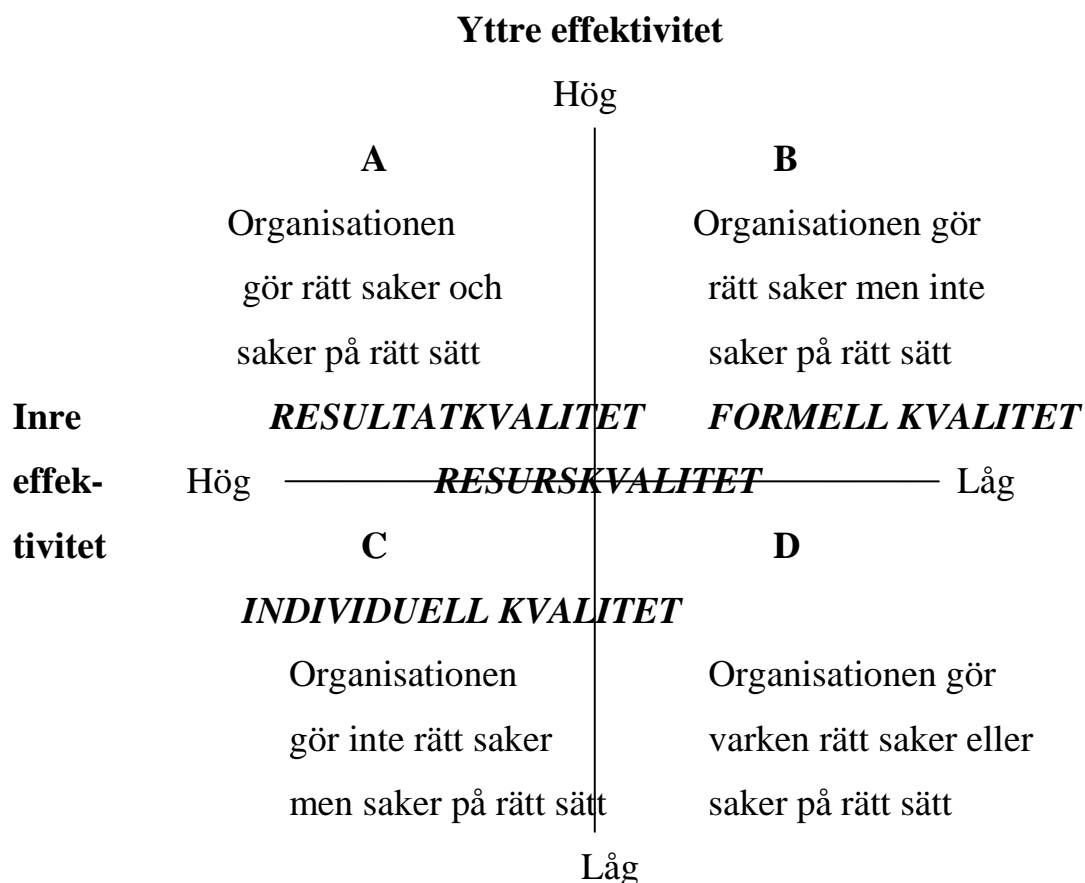 Yttre effektivitet
Hög
A B
Organisationen Organisationen gör
gör rätt saker och rätt saker men inte
saker på rätt sätt saker på rätt sätt
Inre RESULTATKVALITET FORMELL KVALITET
effek- Hög RESURSKVALITET Låg
tivitet C D
INDIVIDUELL KVALITET
Organisationen Organisationen gör
gör inte rätt saker varken rätt saker eller
men saker på rätt sätt saker på rätt sätt
Låg